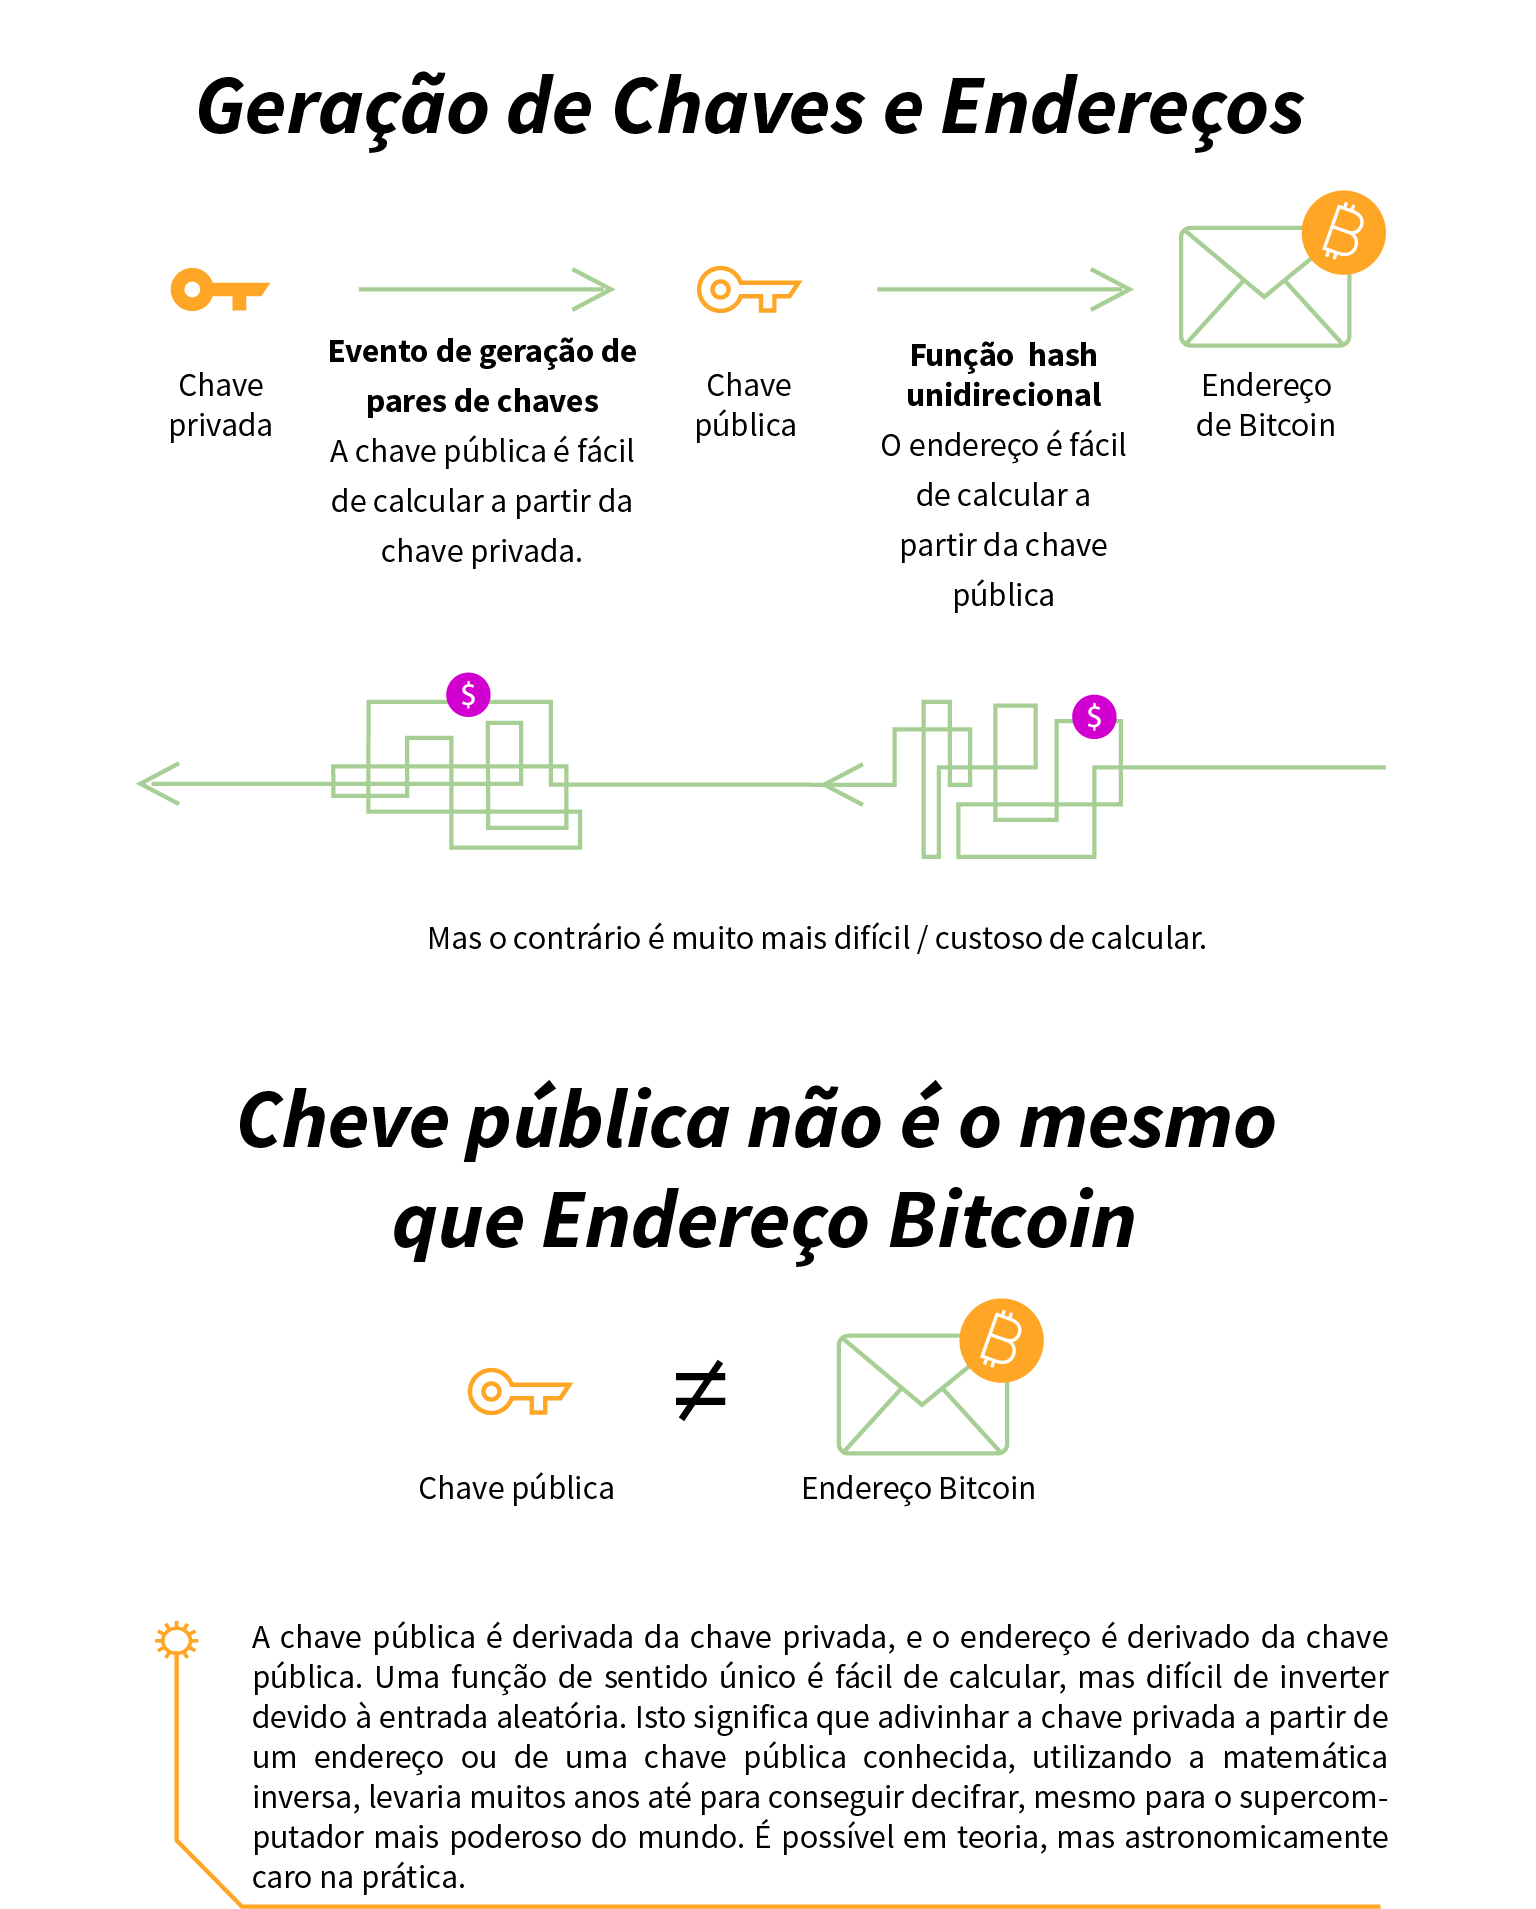 Geração de Chaves e Endereços
Chave
privada
Evento de geração de
pares de chaves
A chave pública é fácil
de calcular a partir da
chave privada.
Chave
pública
Função hash
unidirecional
O endereço é fácil
de calcular a
partir da chave
pública
Endereço
de Bitcoin
$
$
Mas o contrário é muito mais difícil / custoso de calcular.
Cheve pública não é o mesmo
que Endereço Bitcoin
≠
Chave pública
Endereço Bitcoin
A chave pública é derivada da chave privada, e o endereço é derivado da chave
pública. Uma função de sentido único é fácil de calcular, mas difícil de inverter
devido à entrada aleatória. Isto significa que adivinhar a chave privada a partir de
um endereço ou de uma chave pública conhecida, utilizando a matemática
inversa, levaria muitos anos até para conseguir decifrar, mesmo para o supercom-
putador mais poderoso do mundo. É possível em teoria, mas astronomicamente
caro na prática.